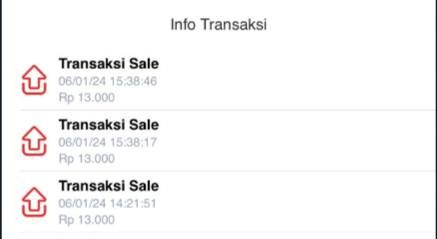 Info Transaksi
Transaksi Sale
06/01/24 15:38:46
Rp 13.000
Transaksi Sale
06/01/24 15:38:17
Rp 13.000
Transaksi Sale
06/01/24 14:21:51
Rp 13.000